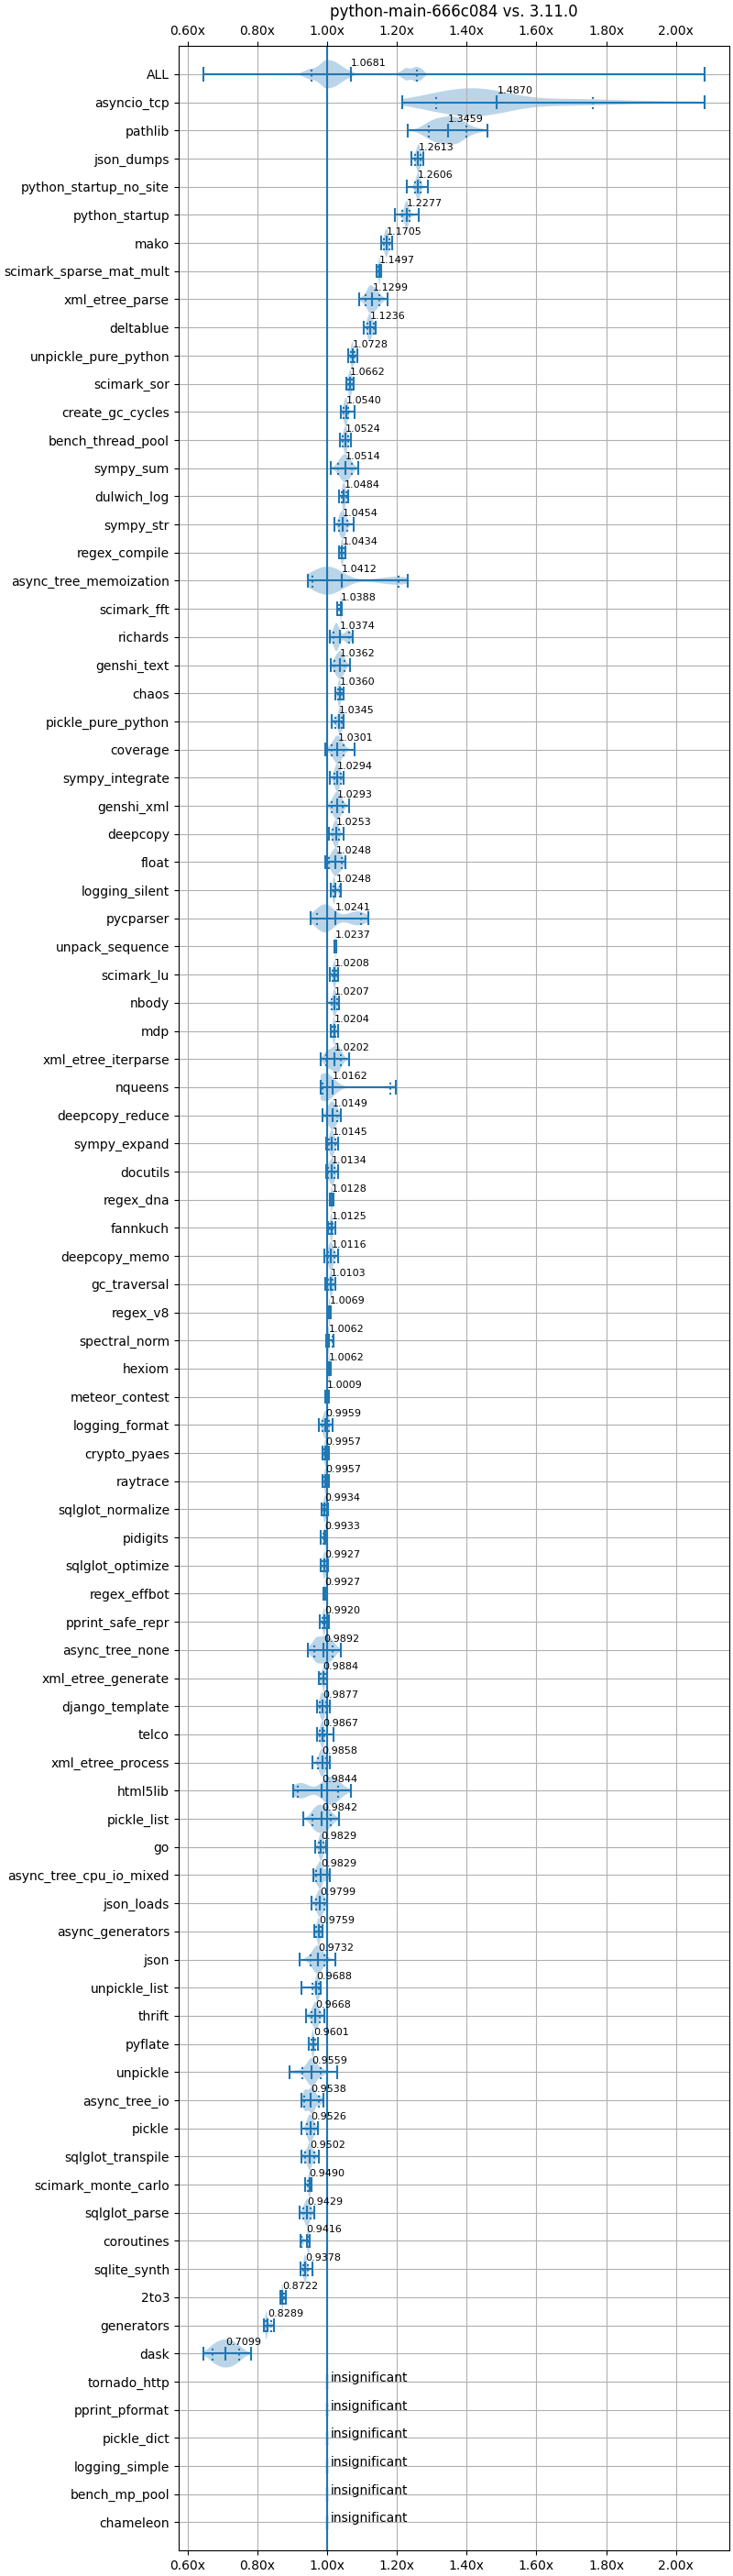 python-main-666c084 vs. 3.11.0
0.60x 0.80x 1.00x 1.20x 1.40x 1.60x 1.80x 2.00x
ALL 1.0681
asyncio_tcp 1.4870
pathlib 1.3459
json_dumps 1.2613
python_startup_no_site 1.2606
python_startup 1.2277
mako 1.1705
scimark_sparse_mat_mult 1.1497
xml_etree_parse 1.1299
deltablue 1.1236
unpickle_pure_python 1.0728
scimark_sor 1.0662
create_gc_cycles 1.0540
bench_thread_pool 1.0524
sympy_sum 1.0514
dulwich_log 1.0484
sympy_str 1.0454
regex_compile 1.0434
async_tree_memoization 1.0412
scimark_fft 1.0388
richards 1.0374
genshi_text 1.0362
chaos 1.0360
pickle_pure_python 1.0345
coverage 1.0301
sympy_integrate 1.0294
genshi_xml 1.0293
deepcopy 1.0253
float 1.0248
logging_silent 1.0248
pycparser 1.0241
unpack_sequence 1.0237
scimark_lu 1.0208
nbody 1.0207
mdp 1.0204
xml_etree_iterparse 1.0202
nqueens 1.0162
deepcopy_reduce 1.0149
sympy_expand 1.0145
docutils 1.0134
regex_dna 1.0128
fannkuch 1.0125
deepcopy_memo 1.0116
gc_traversal 1.0103
regex_v8 1.0069
spectral_norm 1.0062
hexiom 1.0062
meteor_contest 1.0009
logging_format 0.9959
crypto_pyaes 0.9957
raytrace 0.9957
sqlglot_normalize 0.9934
pidigits 0.9933
sqlglot_optimize 0.9927
regex_effbot 0.9927
pprint_safe_repr 0.9920
async_tree_none 0.9892
xml_etree_generate 0.9884
django_template 0.9877
telco 0.9867
xml_etree_process 0.9858
html5lib 0.9844
pickle_list 0.9842
go 0.9829
async_tree_cpu_io_mixed 0.9829
json_loads 0.9799
async_generators 0.9759
json 0.9732
unpickle_list 0.9688
thrift 0.9668
pyflate 0.9601
unpickle 0.9559
async_tree_io 0.9538
pickle 0.9526
sqlglot_transpile 0.9502
scimark_monte_carlo 0.9490
sqlglot_parse 0.9429
coroutines 0.9416
sqlite_synth 0.9378
2to3 0.8722
generators 0.8289
dask 0.7099
tornado_http insignificant
pprint_pformat insignificant
pickle_dict insignificant
logging_simple insignificant
bench_mp_pool insignificant
chameleon insignificant
0.60x 0.80x 1.00x 1.20x 1.40x 1.60x 1.80x 2.00x